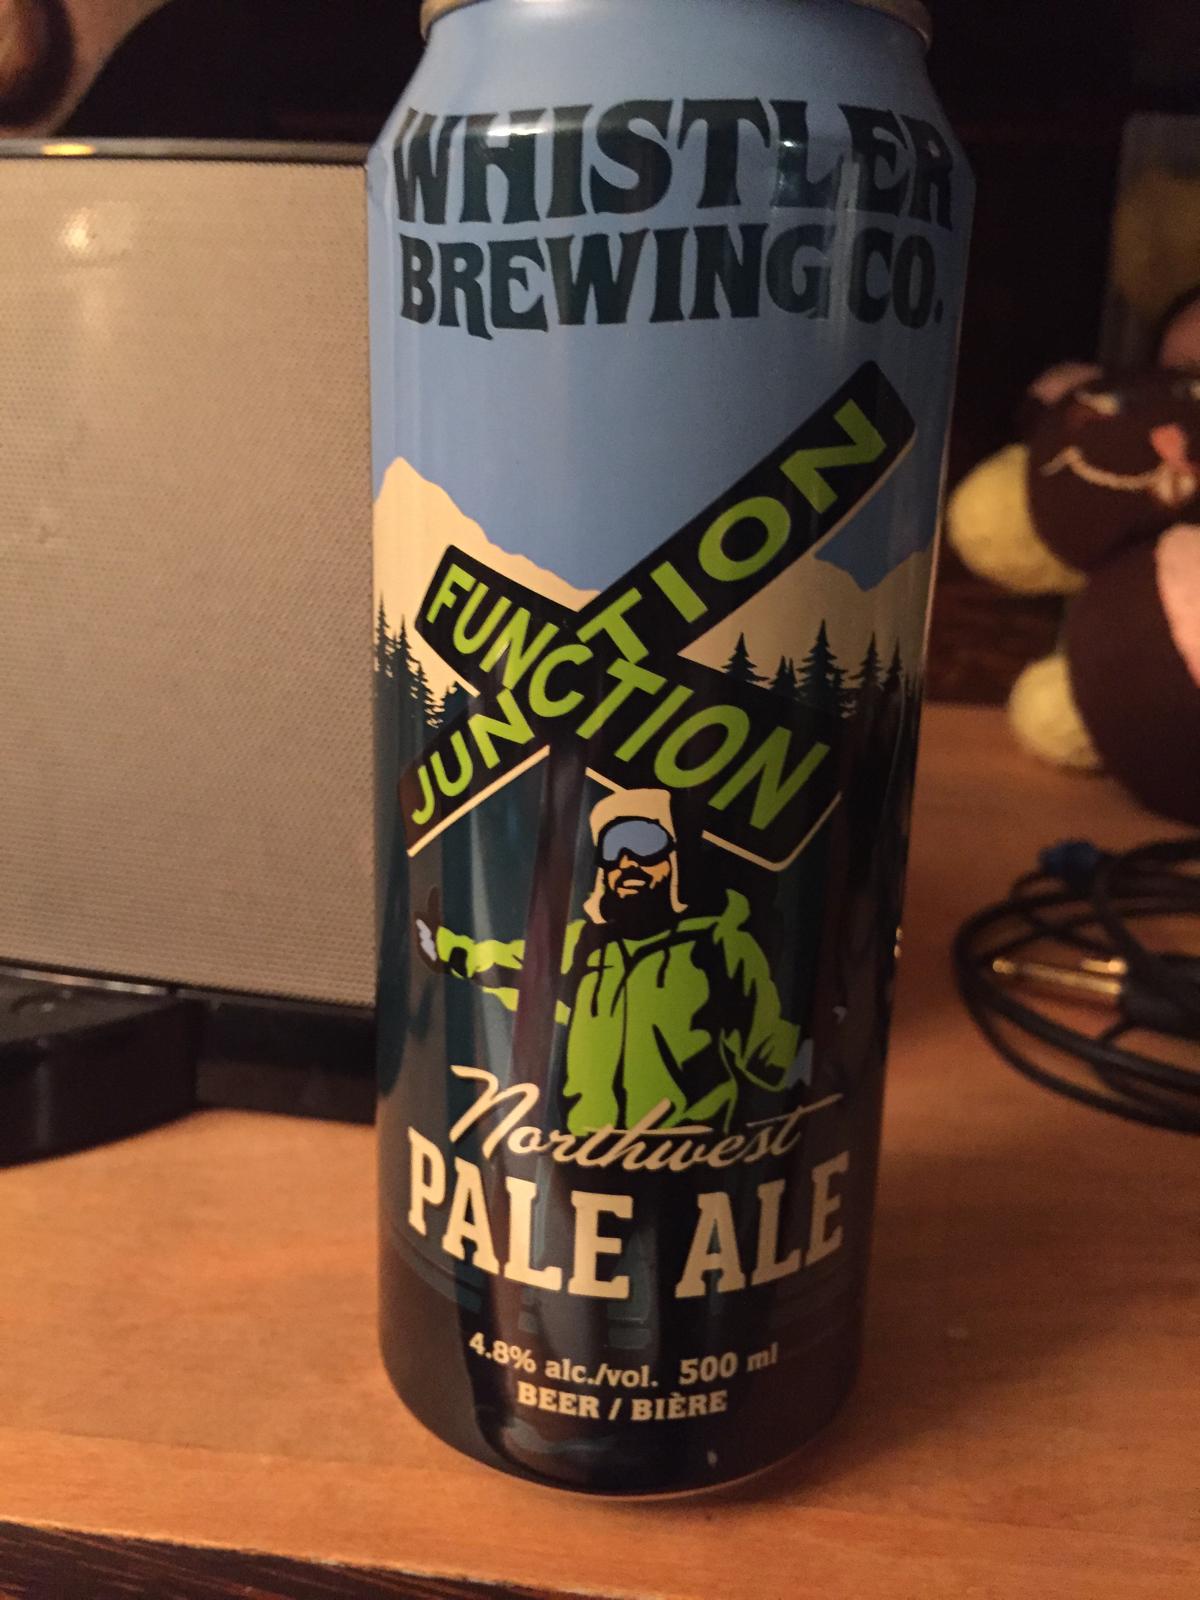 WHISTLER
BREWING CO.
FUNCTION
JUNCTION
Northwest
PALE ALE
4.8% alc./vol. 500 ml
BEER / BIÈRE